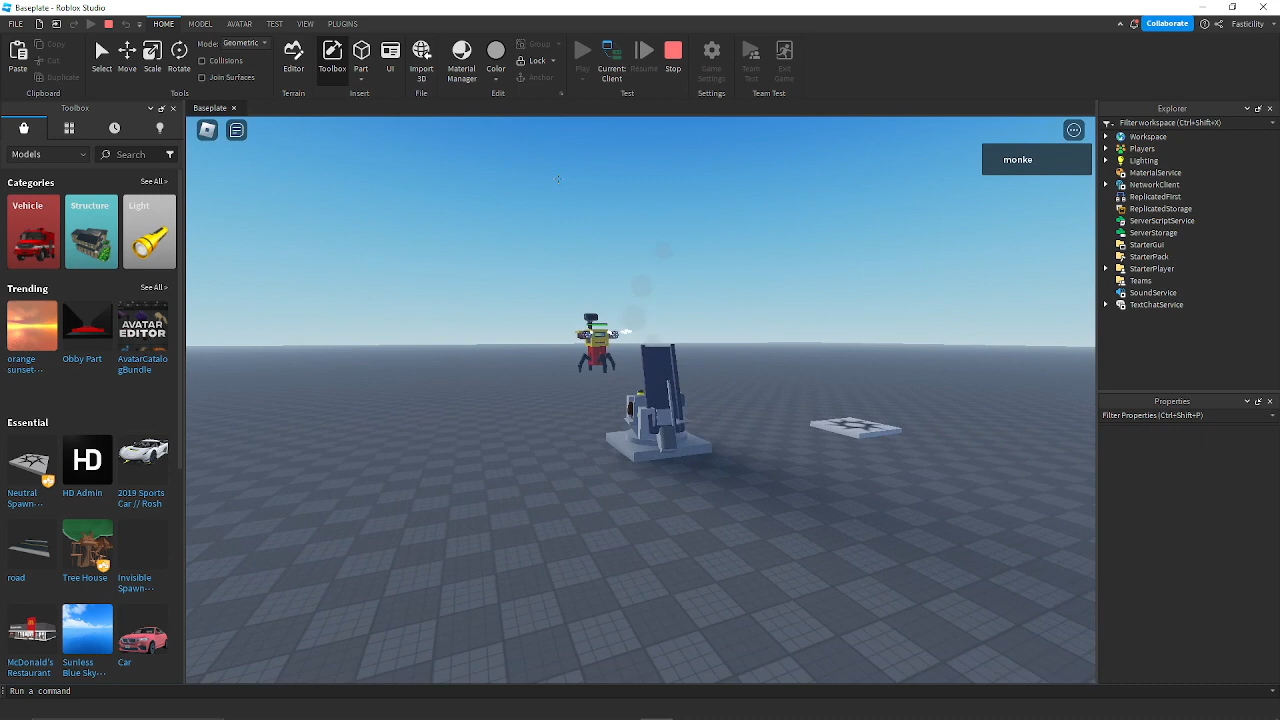 Baseplate - Roblox Studio
FILE HOME MODEL AVATAR TEST VIEW PLUGINS Collaborate Fasticility
Paste Copy Cut Duplicate Select Move Scale Rotate Mode: Geometric Collisions Join Surfaces Editor Toolbox Part UI Import 3D Material Manager Color Group Lock Anchor Play Current: Client Resume Stop Game Settings Team Test Exit Game
Clipboard Tools Terrain Insert File Edit Test Settings Team Test
Toolbox
Baseplate
Models
Search
Categories See All >
Vehicle Structure Light
Trending See All >
AVATAR EDITOR
orange sunset... Obby Part AvatarCatalogBundle
Essential
HD
Neutral Spawn... HD Admin 2019 Sports Car // Rosh
road Tree House Invisible Spawn...
McDonald's Restaurant Sunless Blue Sky... Car
Run a command
monke
Explorer
Filter workspace (Ctrl+Shift+X)
Workspace
Players
Lighting
MaterialService
NetworkClient
ReplicatedFirst
ReplicatedStorage
ServerScriptService
ServerStorage
StarterGui
StarterPack
StarterPlayer
Teams
SoundService
TextChatService
Properties
Filter Properties (Ctrl+Shift+P)